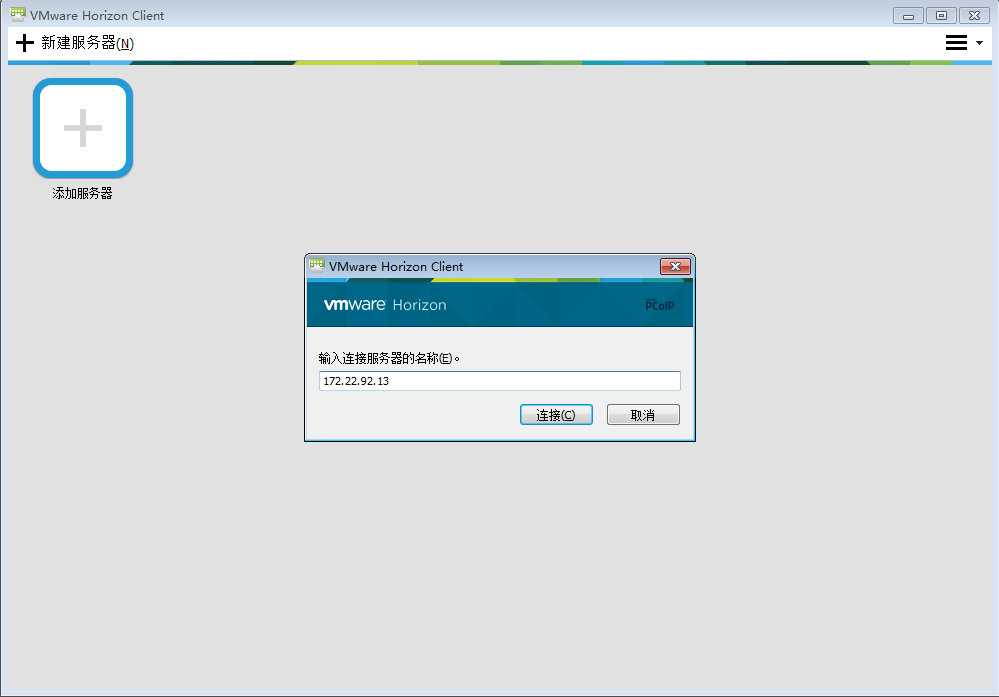 VMware Horizon Client
新建服务器(N)
添加服务器
VMware Horizon Client
vmware Horizon
PCoIP
输入连接服务器的名称(E)。
172.22.92.13
连接(C)
取消